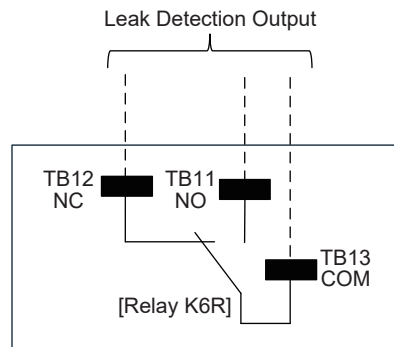 Leak Detection Output
TB12
NC
TB11
NO
TB13
COM
[Relay K6R]